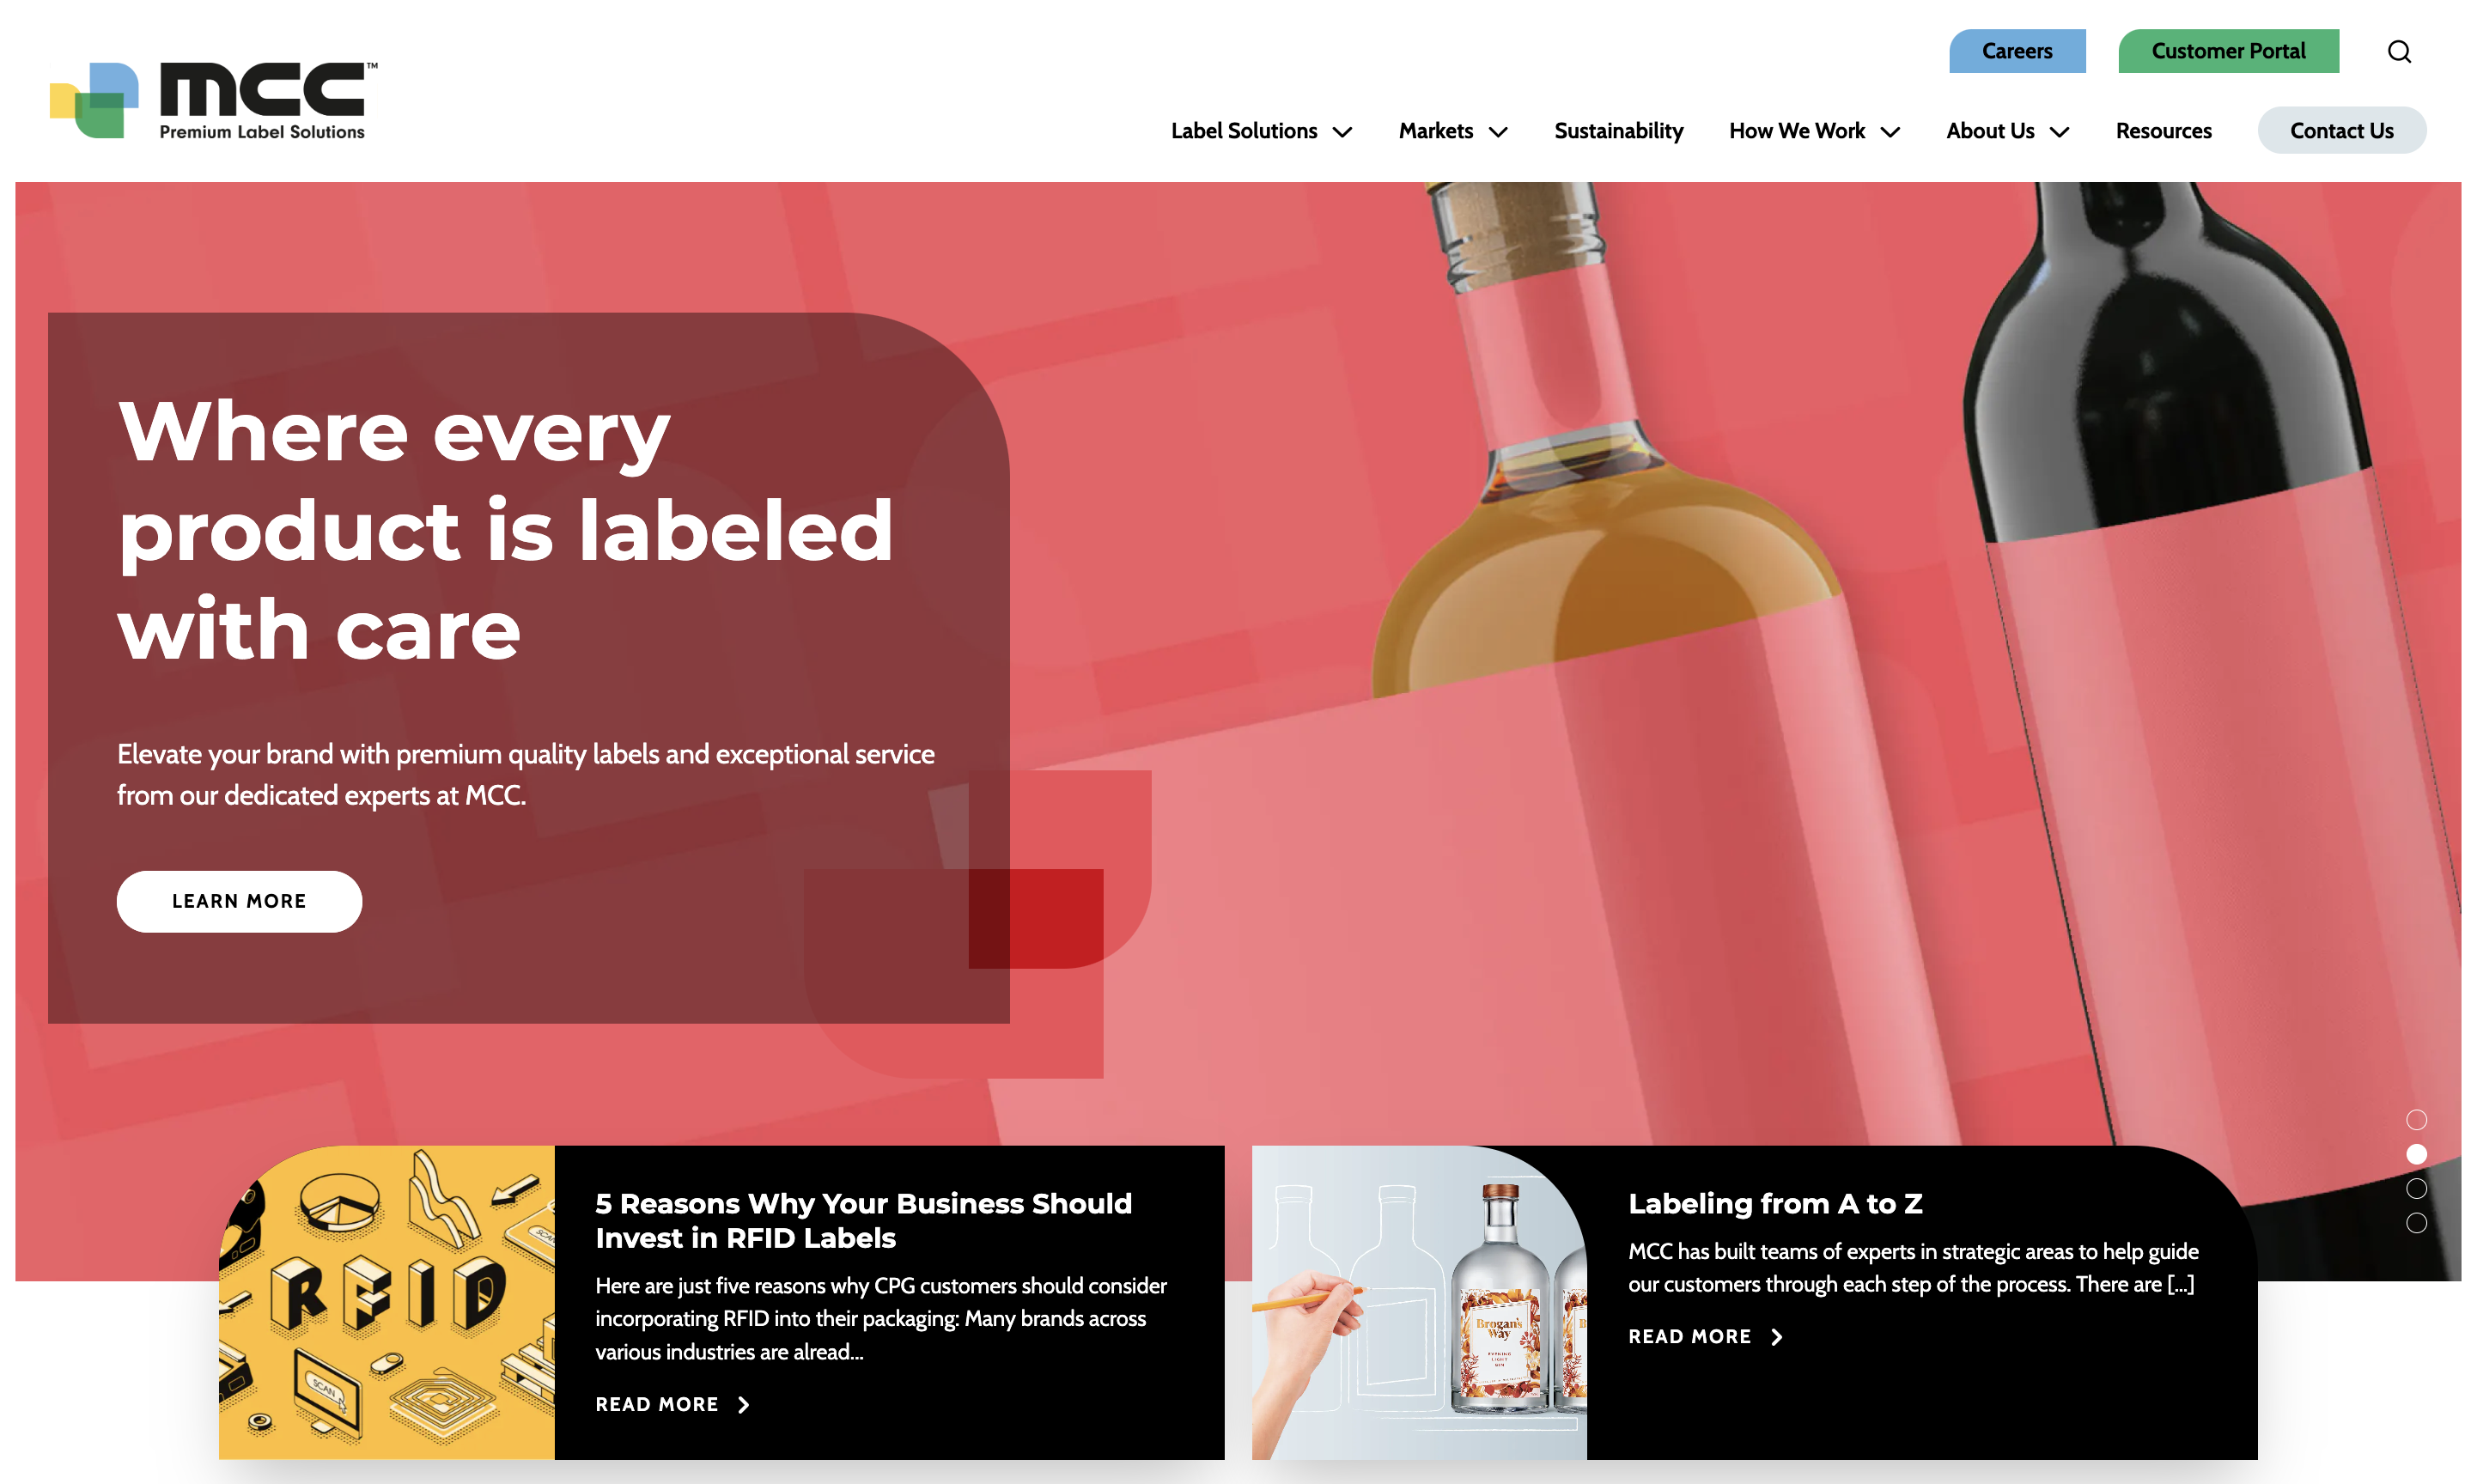 Careers
Customer Portal
mcc™
Premium Label Solutions
Label Solutions
Markets
Sustainability
How We Work
About Us
Resources
Contact Us
Where every
product is labeled
with care
Elevate your brand with premium quality labels and exceptional service
from our dedicated experts at MCC.
LEARN MORE
RFID
SCAN
SCAN
5 Reasons Why Your Business Should
Invest in RFID Labels
Here are just five reasons why CPG customers should consider
incorporating RFID into their packaging: Many brands across
various industries are alread...
READ MORE
Brogan's
Way
EVENING
LIGHT
GIN
Labeling from A to Z
MCC has built teams of experts in strategic areas to help guide
our customers through each step of the process. There are [...]
READ MORE